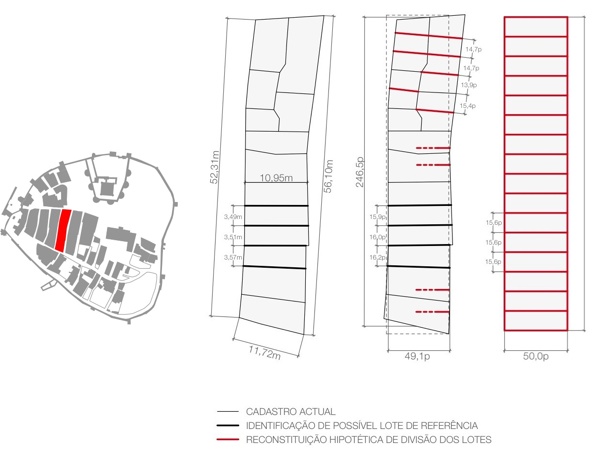 52,31m
10,95m
3,49m
3,51m
3,57m
56,10m
11,72m
246,5p
14,7p
14,7p
13,9p
15,4p
15,9p
16,0p
16,2p
49,1p
15,6p
15,6p
15,6p
50,0p
CADASTRO ACTUAL
IDENTIFICAÇÃO DE POSSÍVEL LOTE DE REFERÊNCIA
RECONSTITUIÇÃO HIPOTÉTICA DE DIVISÃO DOS LOTES